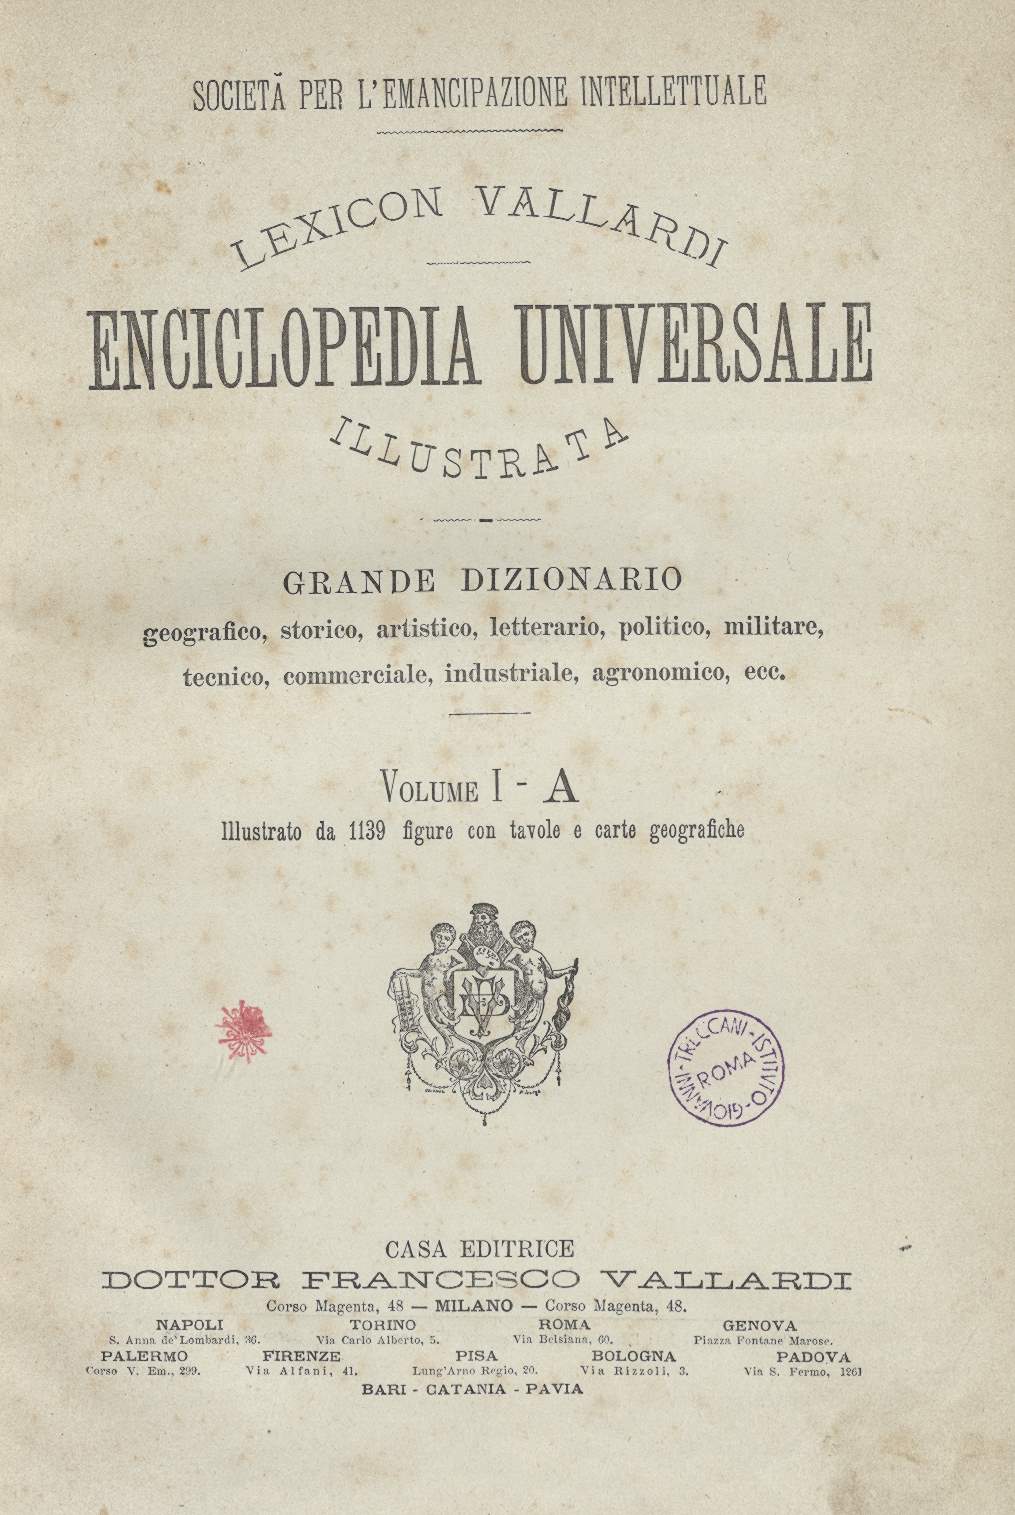 SOCIETĂ PER L'EMANCIPAZIONE INTELLETTUALE
LEXICON VALLARDI
ENCICLOPEDIA UNIVERSALE
ILLUSTRATA
GRANDE DIZIONARIO
geografico, storico, artistico, letterario, politico, militare,
tecnico, commerciale, industriale, agronomico, ecc.
VOLUME I - A
Illustrato da 1139 figure con tavole e carte geografiche
GIOVANNI-TRECCANI-ISTITVTO-
ROMA
CASA EDITRICE
DOTTOR FRANCESCO VALLARDI
Corso Magenta, 48 — MILANO — Corso Magenta, 48.
NAPOLI TORINO ROMA GENOVA
S. Anna de' Lombardi, 36. Via Carlo Alberto, 5. Via Belsiana, 60. Piazza Fontane Marose.
PALERMO FIRENZE PISA BOLOGNA PADOVA
Corso V. Em., 299. Via Alfani, 41. Lung'Arno Regio, 20. Via Rizzoli, 3. Via S. Fermo, 1261
BARI - CATANIA - PAVIA